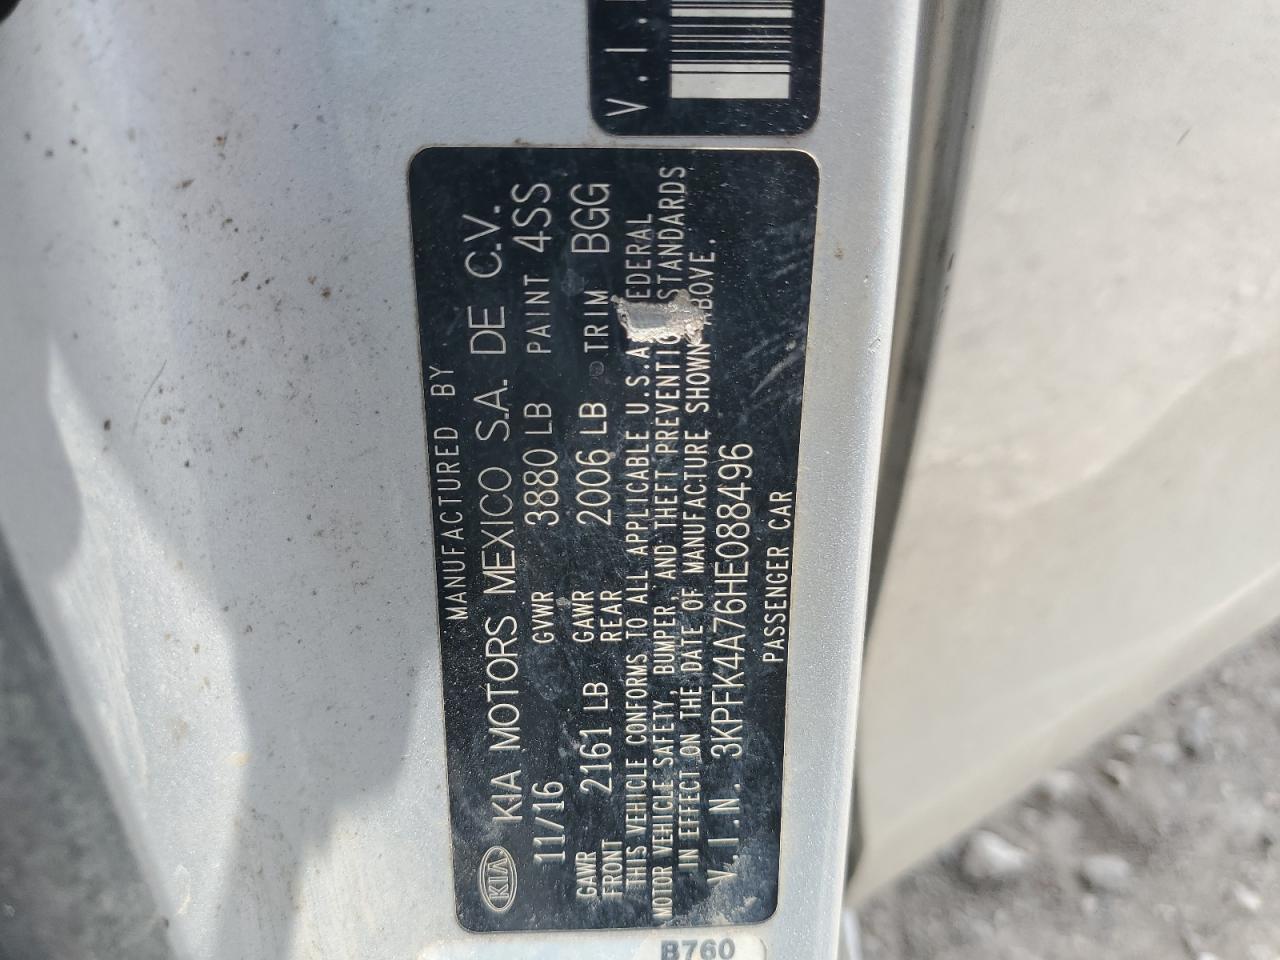 V.I.
MANUFACTURED BY
KIA KIA MOTORS MEXICO S.A. DE C.V.
11/16 GVWR 3880 LB PAINT 4SS
GAWR FRONT 2161 LB GAWR REAR 2006 LB TRIM BGG
THIS VEHICLE CONFORMS TO ALL APPLICABLE U.S.A EDERAL
MOTOR VEHICLE SAFETY, BUMPER, AND THEFT PREVENTIO STANDARDS
IN EFFECT ON THE DATE OF MANUFACTURE SHOWN ABOVE.
V.I.N. 3KPFK4A76HE088496
PASSENGER CAR
B760